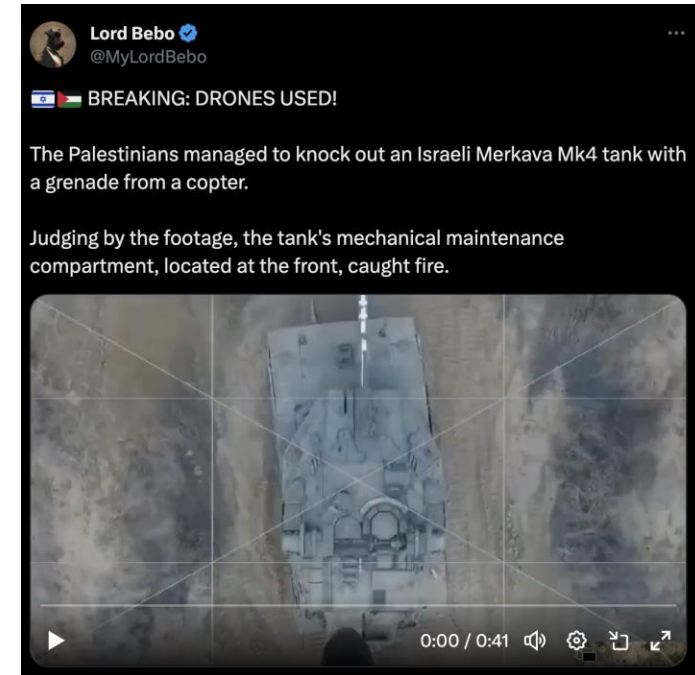 Lord Bebo
@MyLordBebo
🇮🇱🇵🇸 BREAKING: DRONES USED!
The Palestinians managed to knock out an Israeli Merkava Mk4 tank with
a grenade from a copter.
Judging by the footage, the tank's mechanical maintenance
compartment, located at the front, caught fire.
0:00 / 0:41